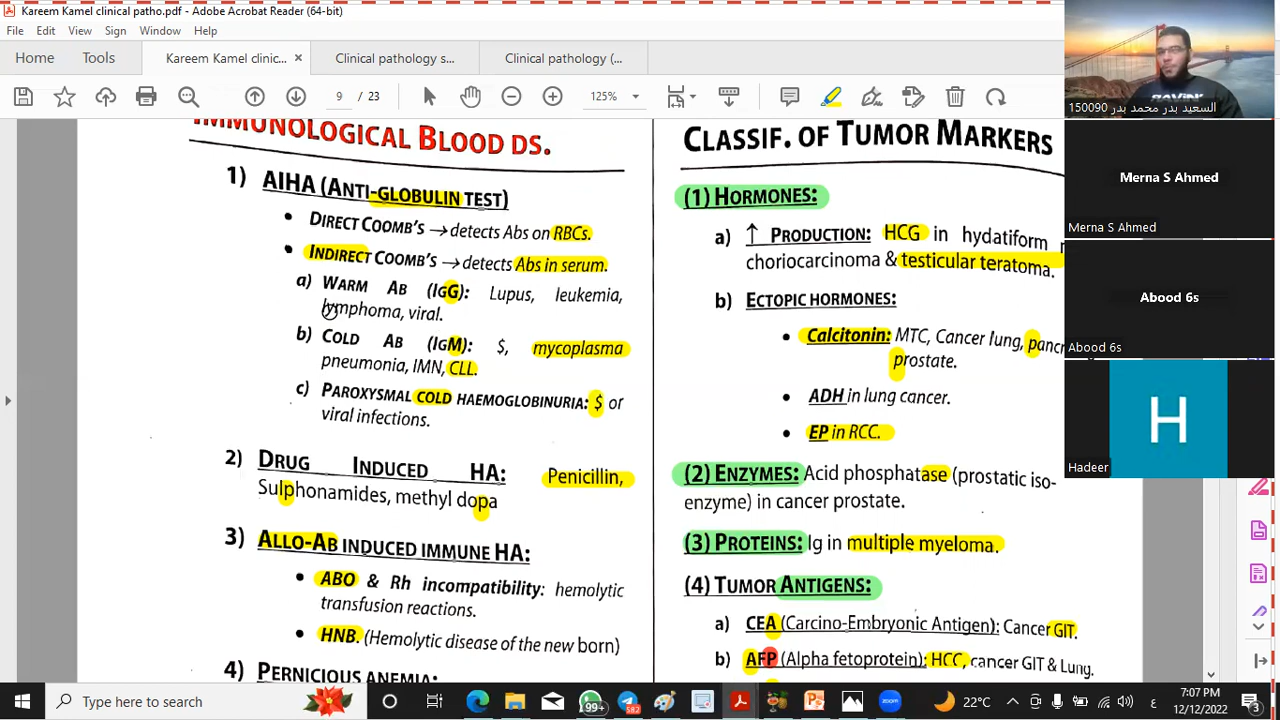 Kareem Kamel clinical patho.pdf - Adobe Acrobat Reader (64-bit)
File Edit View Sign Window Help
Home Tools Kareem Kamel clinic... × Clinical pathology s... Clinical pathology (...
9 / 23 125%
IMMUNOLOGICAL BLOOD DS.
1) AIHA (ANTI-GLOBULIN TEST)
• DIRECT COOMB'S → detects Abs on RBCs.
• INDIRECT COOMB'S → detects Abs in serum.
a) WARM AB (IGG): Lupus, leukemia,
lymphoma, viral.
b) COLD AB (IGM): $, mycoplasma
pneumonia, IMN, CLL.
c) PAROXYSMAL COLD HAEMOGLOBINURIA: $ or
viral infections.
2) DRUG INDUCED HA: Penicillin,
Sulphonamides, methyl dopa
3) ALLO-AB INDUCED IMMUNE HA:
• ABO & Rh incompatibility: hemolytic
transfusion reactions.
• HNB. (Hemolytic disease of the new born)
4) PERNICIOUS ANEMIA:
CLASSIF. OF TUMOR MARKERS
(1) HORMONES:
a) ↑ PRODUCTION: HCG in hydatiform
choriocarcinoma & testicular teratoma.
b) ECTOPIC HORMONES:
• Calcitonin: MTC, Cancer lung, pancr
prostate.
• ADH in lung cancer.
• EP in RCC.
(2) ENZYMES: Acid phosphatase (prostatic iso-
enzyme) in cancer prostate.
(3) PROTEINS: Ig in multiple myeloma.
(4) TUMOR ANTIGENS:
a) CEA (Carcino-Embryonic Antigen): Cancer GIT.
b) AFP (Alpha fetoprotein): HCC, cancer GIT & Lung.
السعيد بدر محمد بدر 150090
Merna S Ahmed
Merna S Ahmed
Abood 6s
Abood 6s
H
Hadeer
Type here to search
99+
582
zoom
22°C
ع
7:07 PM
12/12/2022
3